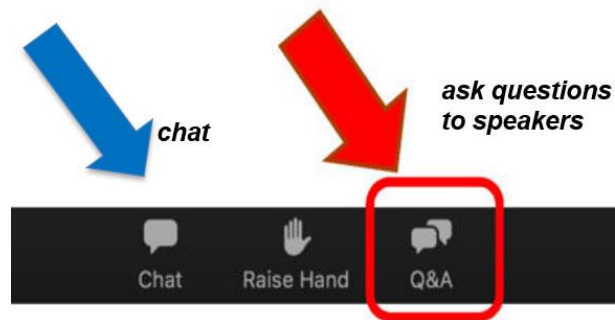 chat
ask questions
to speakers
Chat
Raise Hand
Q&A